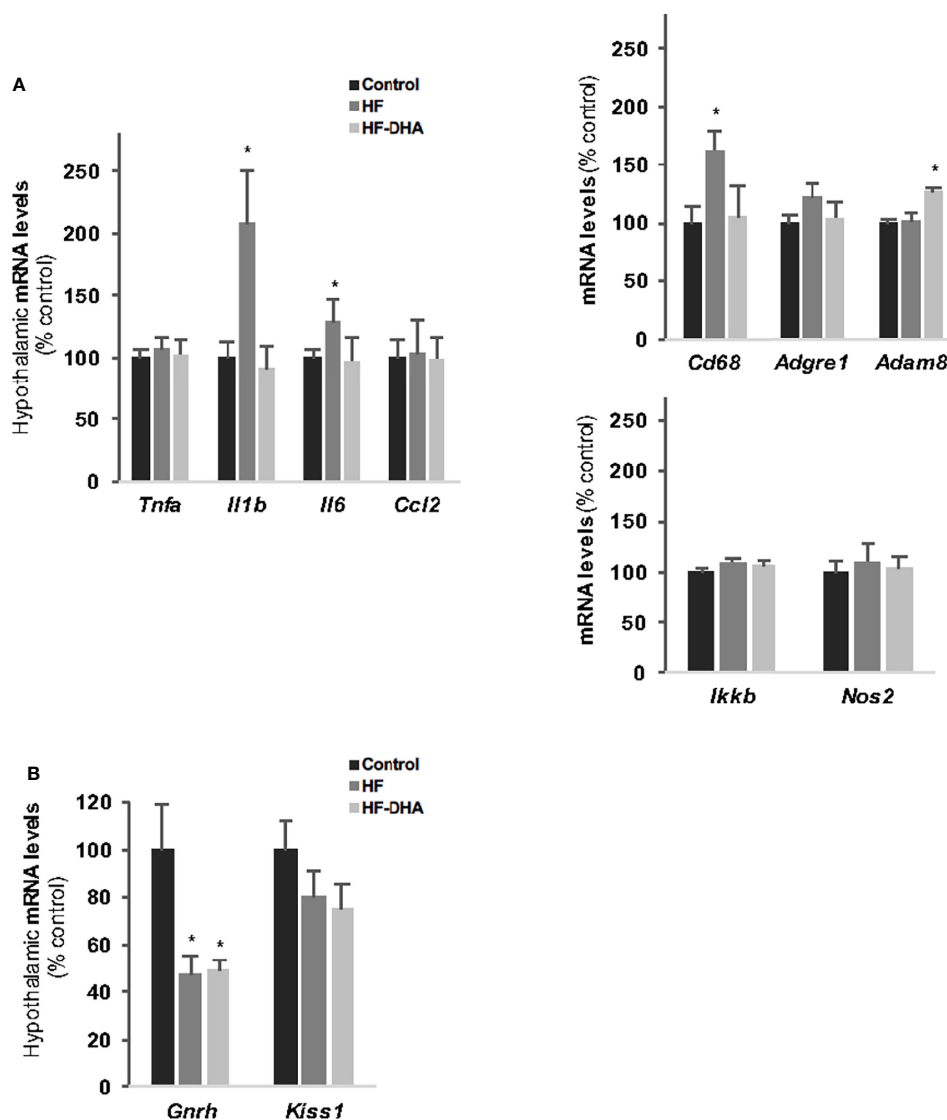 A
Control
HF
HF-DHA
Hypothalamic mRNA levels
(% control)
250
200
150
100
50
0
*
*
Tnfa Il1b Il6 Ccl2
mRNA levels (% control)
250
200
150
100
50
0
*
*
Cd68 Adgre1 Adam8
mRNA levels (% control)
250
200
150
100
50
0
Ikkb Nos2
B
Control
HF
HF-DHA
Hypothalamic mRNA levels
(% control)
120
100
80
60
40
20
0
* *
Gnrh Kiss1